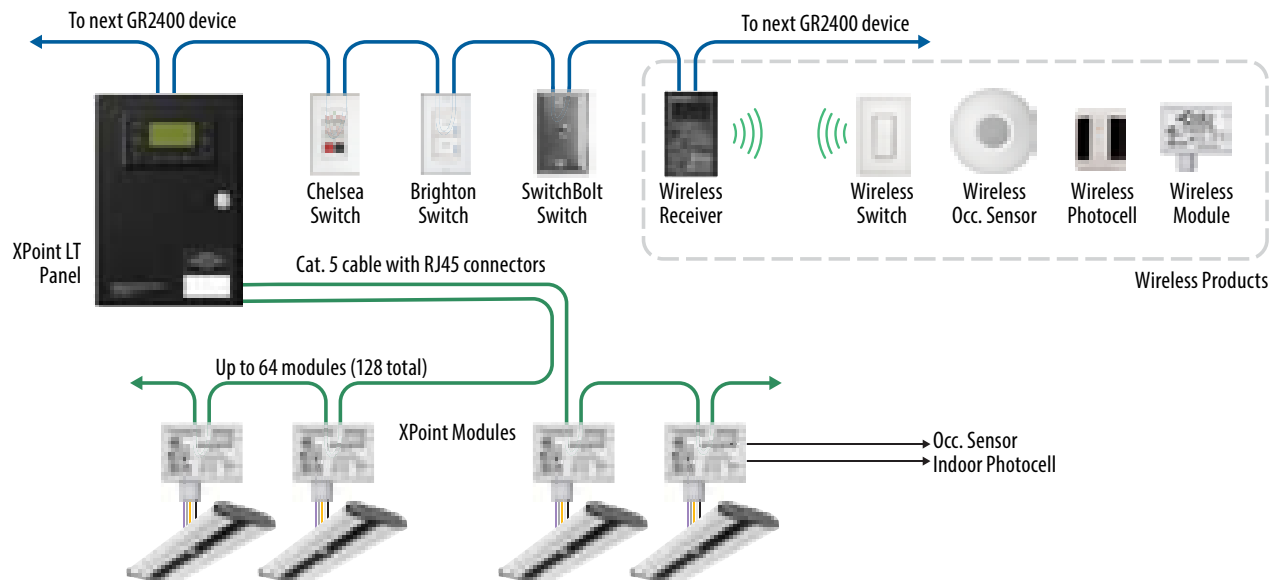 To next GR2400 device
To next GR2400 device
Chelsea
Switch
Brighton
Switch
SwitchBolt
Switch
Wireless
Receiver
Wireless
Switch
Wireless
Occ. Sensor
Wireless
Photocell
Wireless
Module
XPoint LT
Panel
Cat. 5 cable with RJ45 connectors
Wireless Products
Up to 64 modules (128 total)
XPoint Modules
Occ. Sensor
Indoor Photocell